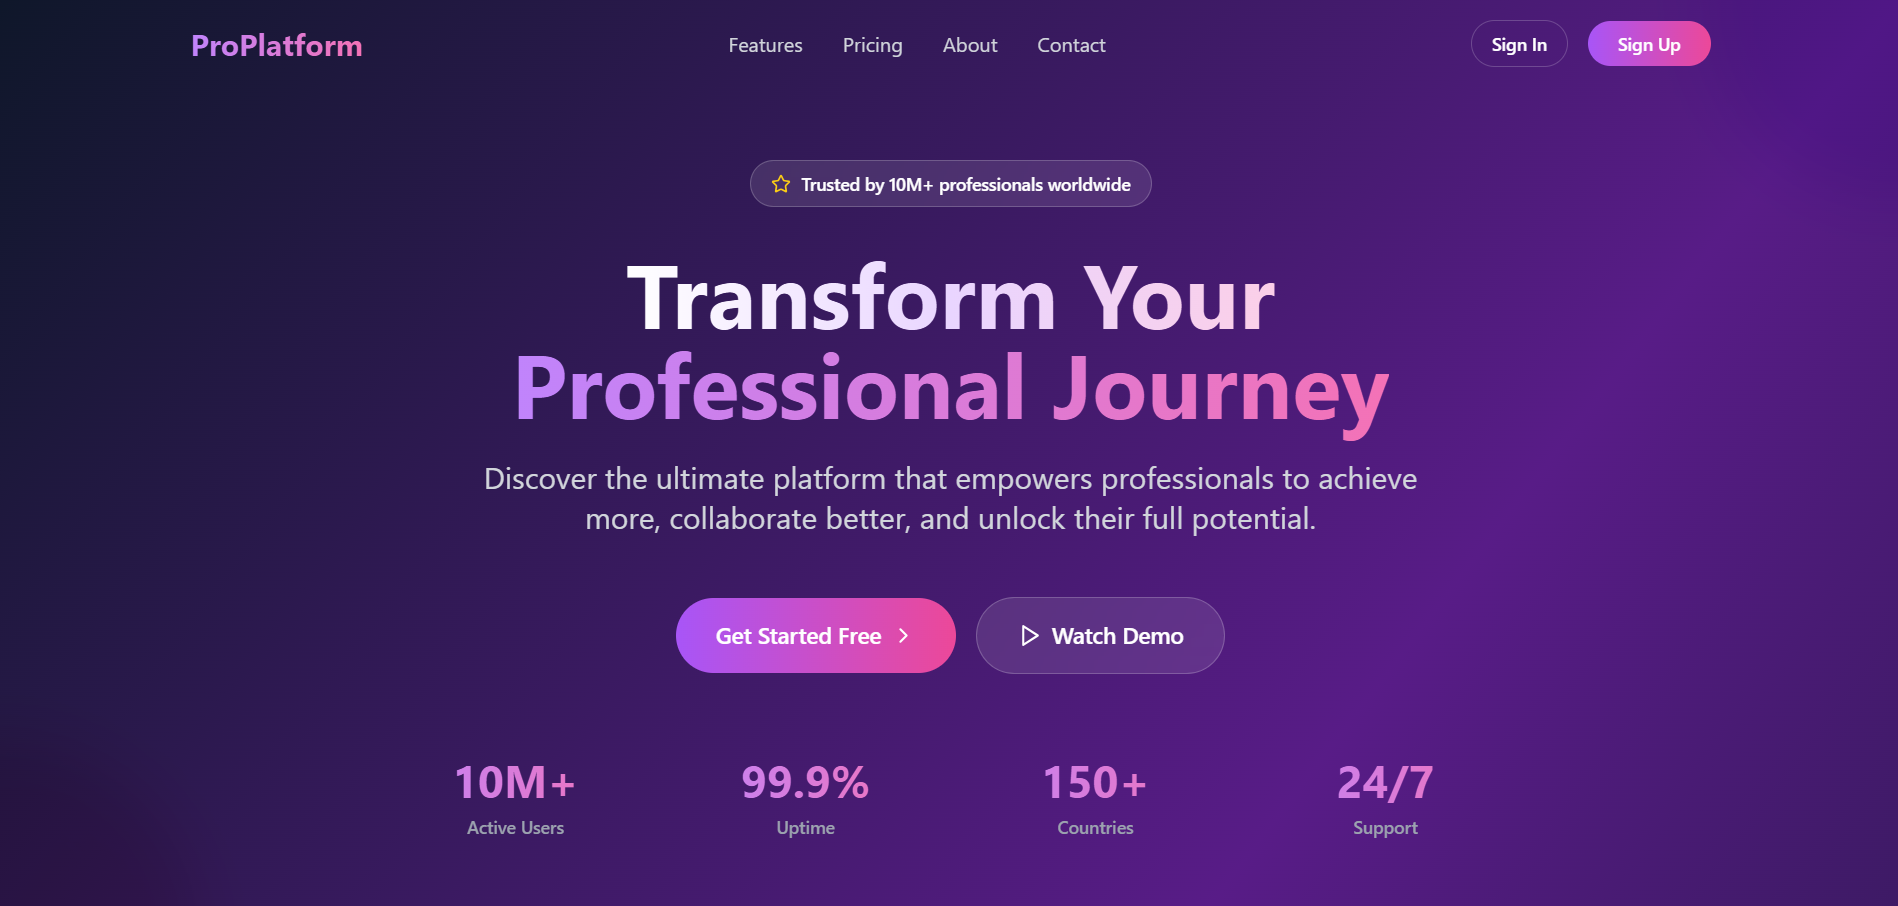 ProPlatform
Features
Pricing
About
Contact
Sign In
Sign Up
Trusted by 10M+ professionals worldwide
Transform Your
Professional Journey
Discover the ultimate platform that empowers professionals to achieve
more, collaborate better, and unlock their full potential.
Get Started Free
Watch Demo
10M+
Active Users
99.9%
Uptime
150+
Countries
24/7
Support